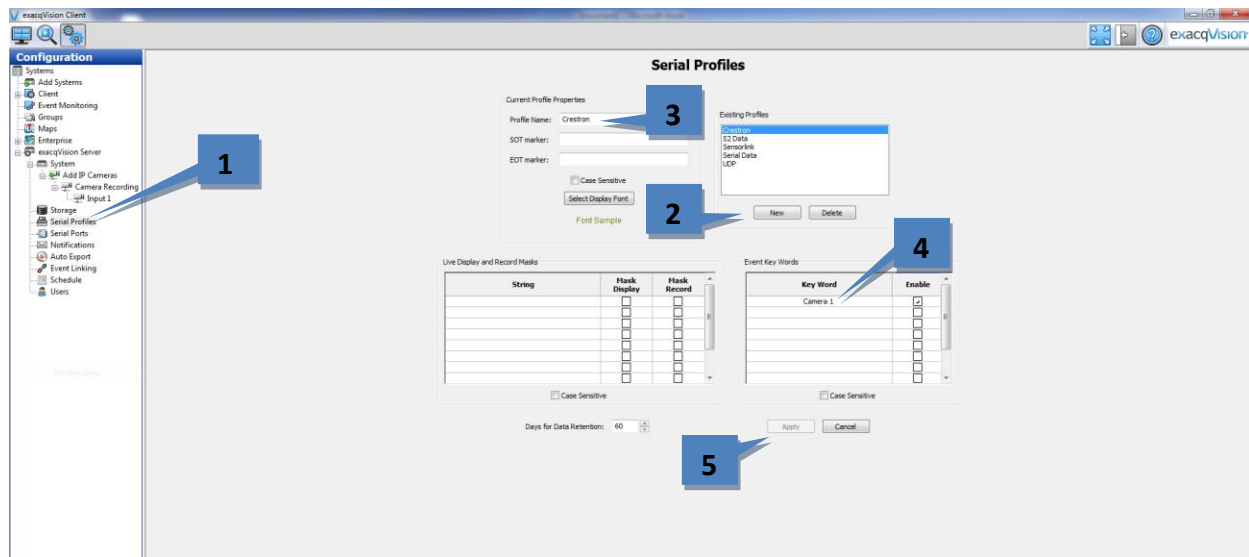 exacqVision Client
exacqVision
Configuration
Systems
Add Systems
Client
Event Monitoring
Groups
Maps
Enterprise
exacqVision Server
System
Add IP Cameras
Camera Recording
Input 1
Storage
Serial Profiles
Serial Ports
Notifications
Auto Export
Event Linking
Schedule
Users
1
Serial Profiles
Current Profile Properties
Profile Name: Crestron
3
SOT marker:
EOT marker:
Case Sensitive
Select Display Font
Font Sample
Existing Profiles
Crestron
S2 Data
Sensorlink
Serial Data
UDP
2
New Delete
4
Live Display and Record Masks
String Mask Display Mask Record
Case Sensitive
Event Key Words
Key Word Enable
Camera 1
Case Sensitive
Days for Data Retention: 60
Apply Cancel
5